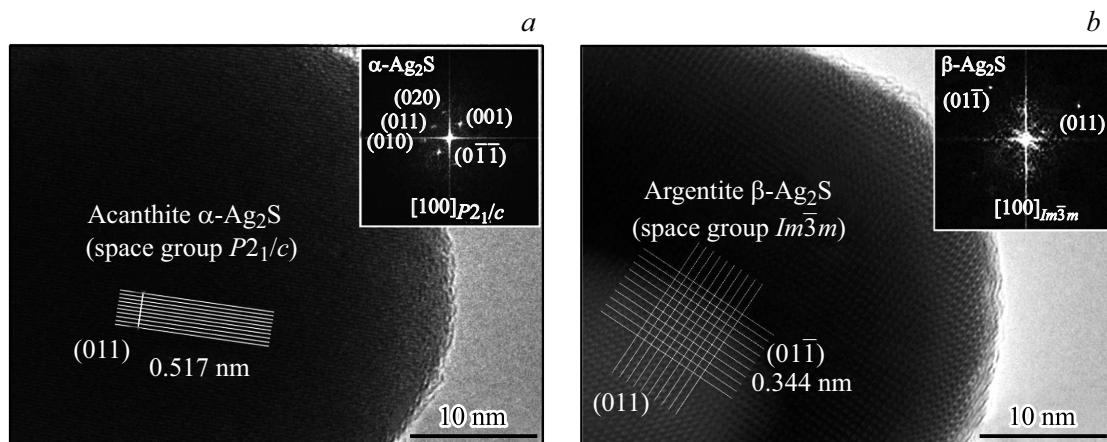 a
α-Ag₂S
(020)
(001)
(011)
(010)
(01̅1̅)
[100]P2₁/c
Acanthite α-Ag₂S
(space group P2₁/c)
(011)
0.517 nm
10 nm
b
β-Ag₂S
(011̅)
(011)
[100]Im3̅m
Argentite β-Ag₂S
(space group Im3̅m)
(011̅)
0.344 nm
(011)
10 nm